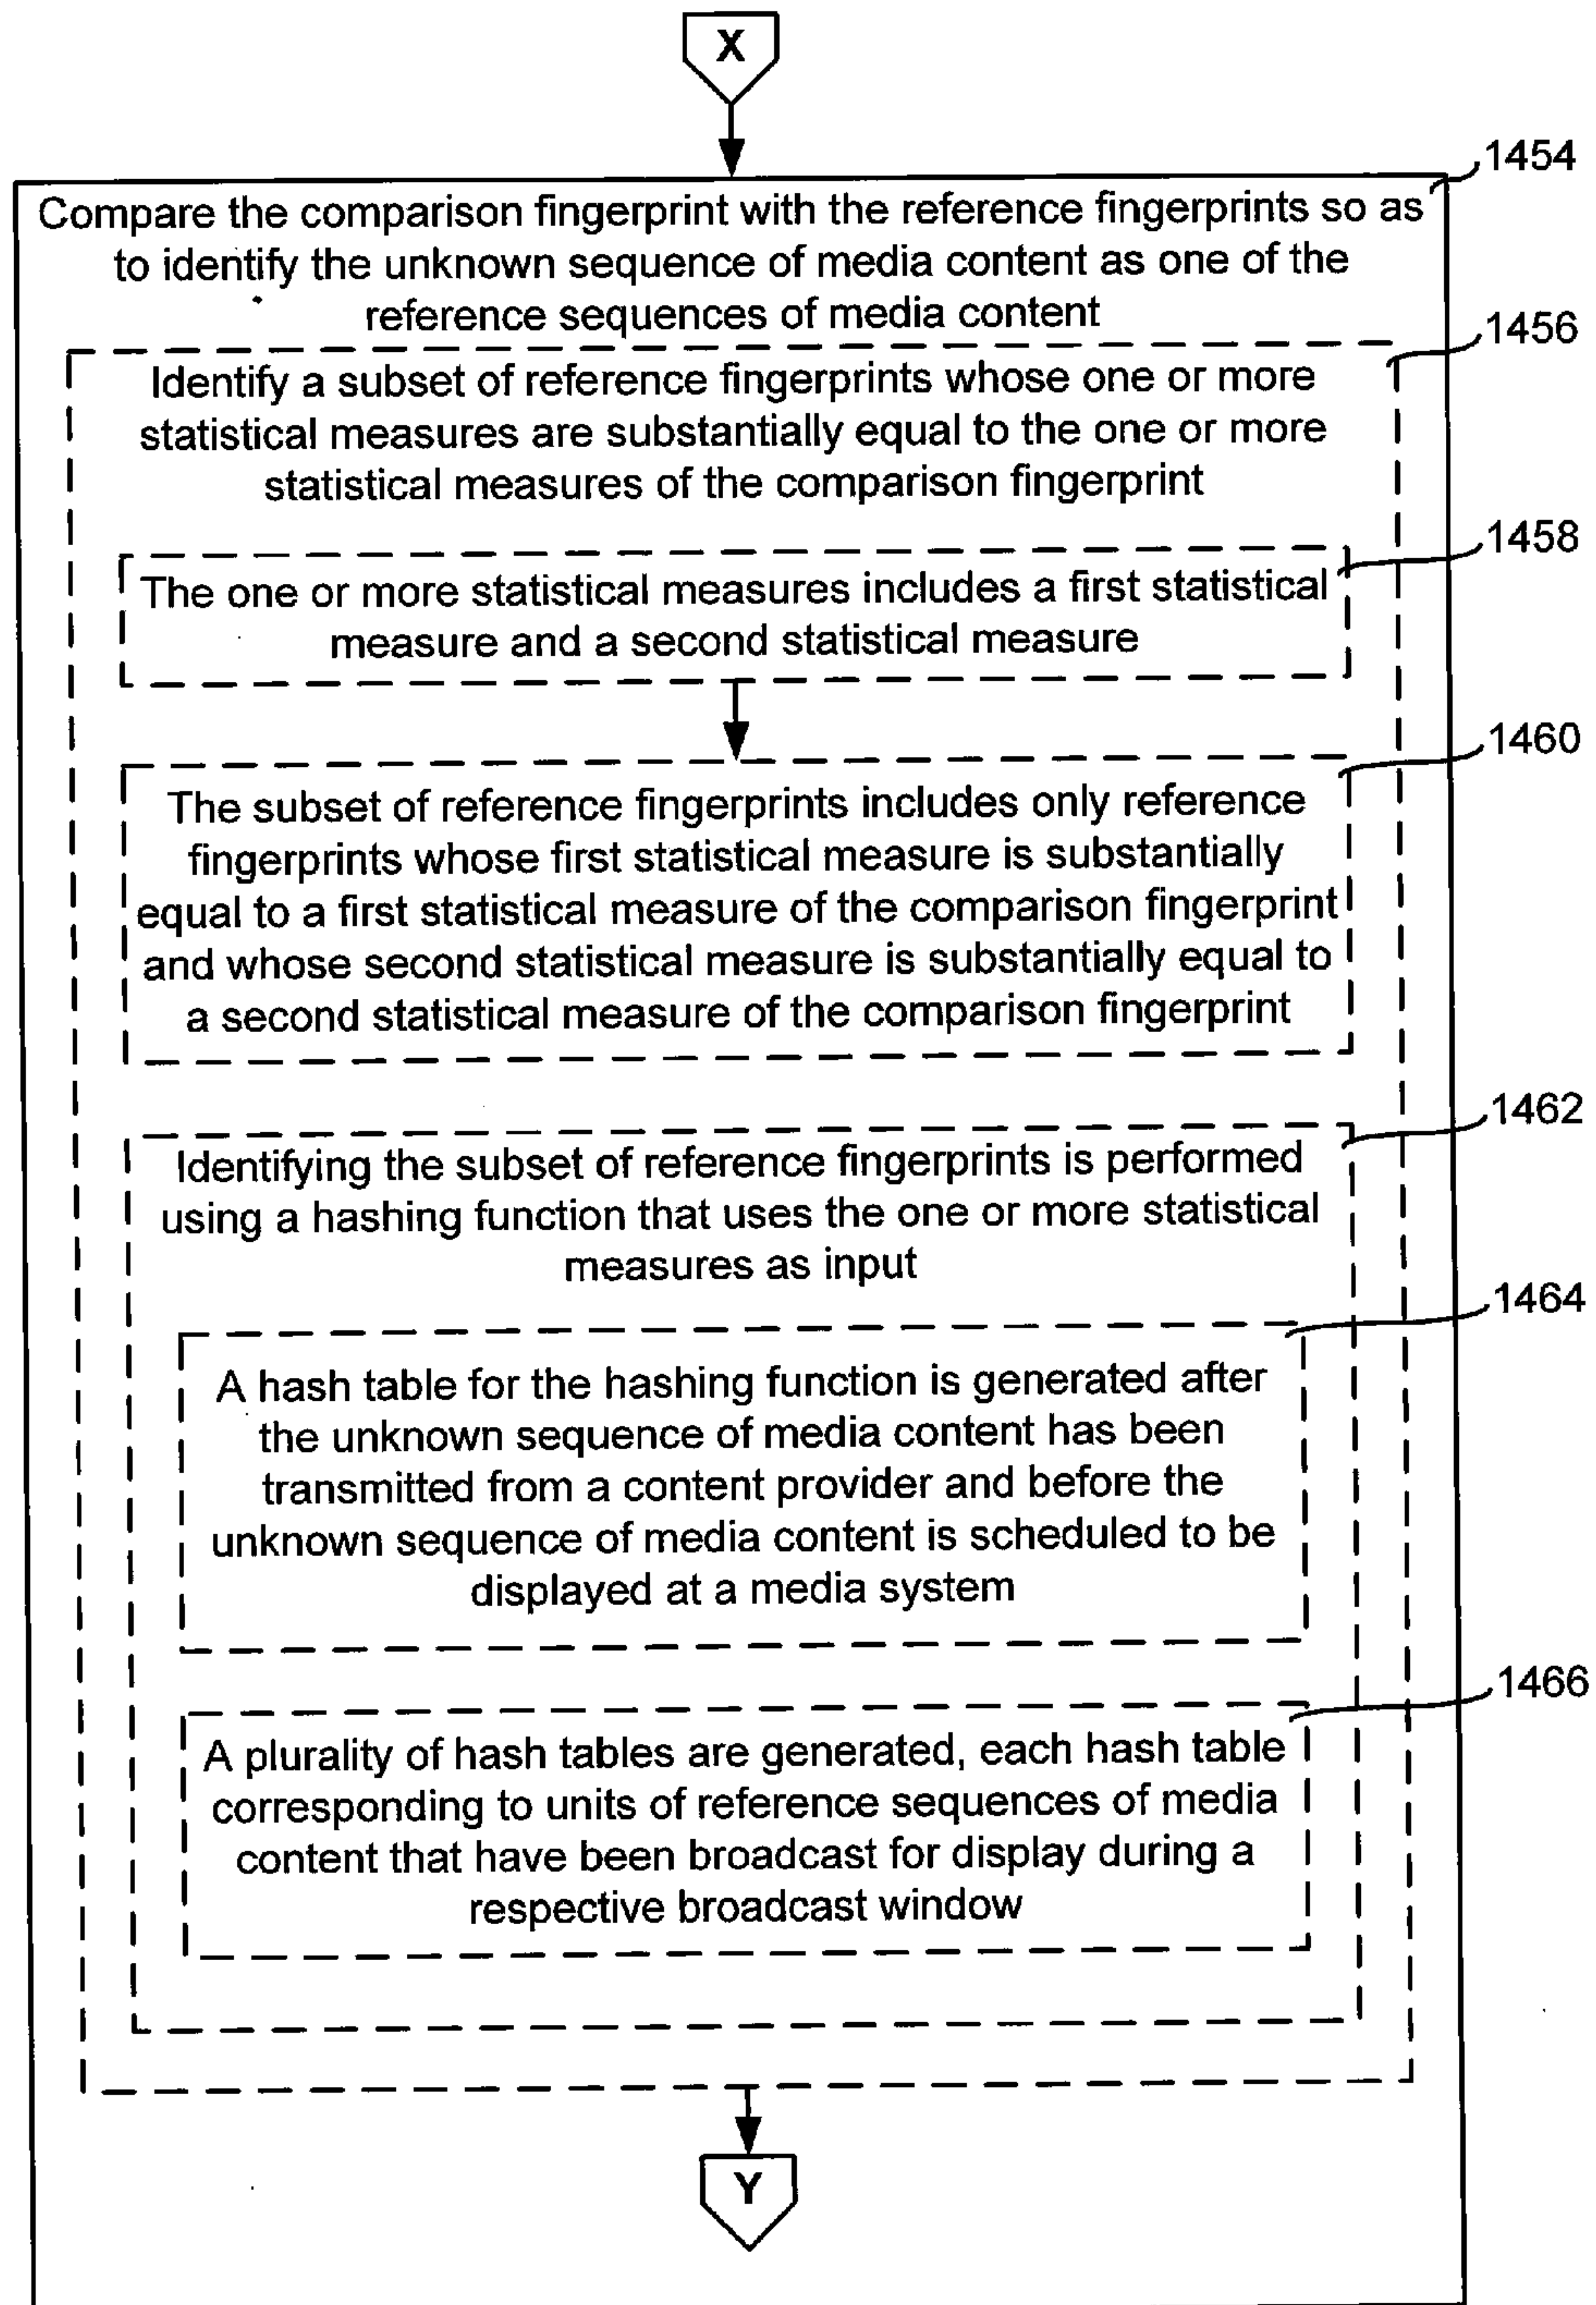 X
1454
Compare the comparison fingerprint with the reference fingerprints so as
to identify the unknown sequence of media content as one of the
reference sequences of media content
1456
Identify a subset of reference fingerprints whose one or more
statistical measures are substantially equal to the one or more
statistical measures of the comparison fingerprint
1458
The one or more statistical measures includes a first statistical
measure and a second statistical measure
1460
The subset of reference fingerprints includes only reference
fingerprints whose first statistical measure is substantially
equal to a first statistical measure of the comparison fingerprint
and whose second statistical measure is substantially equal to
a second statistical measure of the comparison fingerprint
1462
Identifying the subset of reference fingerprints is performed
using a hashing function that uses the one or more statistical
measures as input
1464
A hash table for the hashing function is generated after
the unknown sequence of media content has been
transmitted from a content provider and before the
unknown sequence of media content is scheduled to be
displayed at a media system
1466
A plurality of hash tables are generated, each hash table
corresponding to units of reference sequences of media
content that have been broadcast for display during a
respective broadcast window
Y